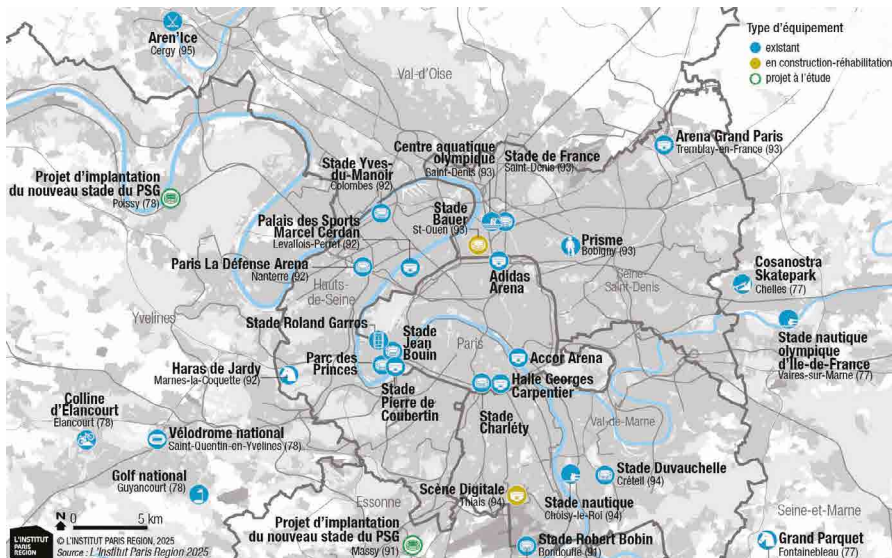 Type d'équipement
existant
en construction-réhabilitation
projet à l'étude
Aren'Ice
Cergy (95)
Val-d'Oise
Arena Grand Paris
Tremblay-en-France (93)
Centre aquatique
olympique
Saint-Denis (93)
Stade de France
Saint-Denis (93)
Stade Yves-
du-Manoir
Colombes (92)
Projet d'implantation
du nouveau stade du PSG
Poissy (78)
Palais des Sports
Marcel Cerdan
Levallois-Perret (92)
Stade
Bauer
St-Ouen (93)
Prisme
Bobigny (93)
Paris La Défense Arena
Nanterre (92)
Adidas
Arena
Seine-
Saint-Denis
Cosanostra
Skatepark
Chelles (77)
Hauts-
de-Seine
Yvelines
Stade Roland Garros
Stade
Jean
Bouin
Paris
Stade nautique
olympique
d'Île-de-France
Vaires-sur-Marne (77)
Parc des
Princes
Accor Arena
Haras de Jardy
Marnes-la-Coquette (92)
Halle Georges
Carpentier
Stade
Pierre de
Coubertin
Stade
Charléty
Val-de-Marne
Colline
d'Élancourt
Élancourt (78)
Vélodrome national
Saint-Quentin-en-Yvelines (78)
Golf national
Guyancourt (78)
Stade Duvauchelle
Créteil (94)
Scène Digitale
Thiais (94)
Stade nautique
Choisy-le-Roi (94)
Essonne
Seine-et-Marne
Projet d'implantation
du nouveau stade du PSG
Massy (91)
Stade Robert Bobin
Bondoufle (91)
Grand Parquet
Fontainebleau (77)
N 0 5 km
L'INSTITUT
PARIS
REGION
© L'INSTITUT PARIS REGION, 2025
Source : L'Institut Paris Region 2025